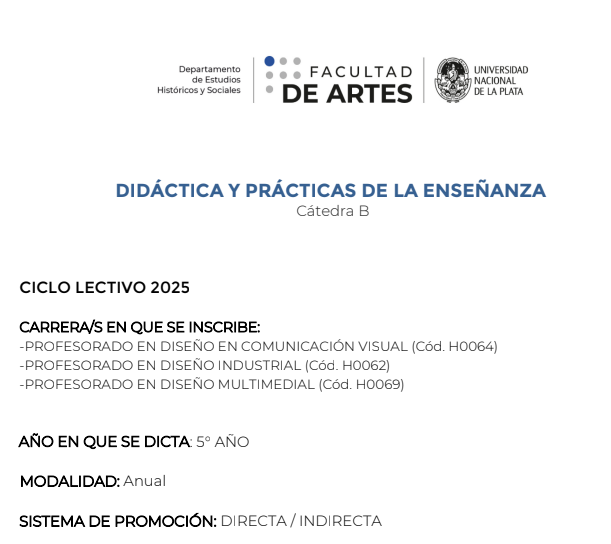 Departamento
de Estudios
Históricos y Sociales
FACULTAD
DE ARTES
UNIVERSIDAD
NACIONAL
DE LA PLATA
DIDÁCTICA Y PRÁCTICAS DE LA ENSEÑANZA
Cátedra B
CICLO LECTIVO 2025
CARRERA/S EN QUE SE INSCRIBE:
-PROFESORADO EN DISEÑO EN COMUNICACIÓN VISUAL (Cód. H0064)
-PROFESORADO EN DISEÑO INDUSTRIAL (Cód. H0062)
-PROFESORADO EN DISEÑO MULTIMEDIAL (Cód. H0069)
AÑO EN QUE SE DICTA: 5° AÑO
MODALIDAD: Anual
SISTEMA DE PROMOCIÓN: DIRECTA / INDIRECTA